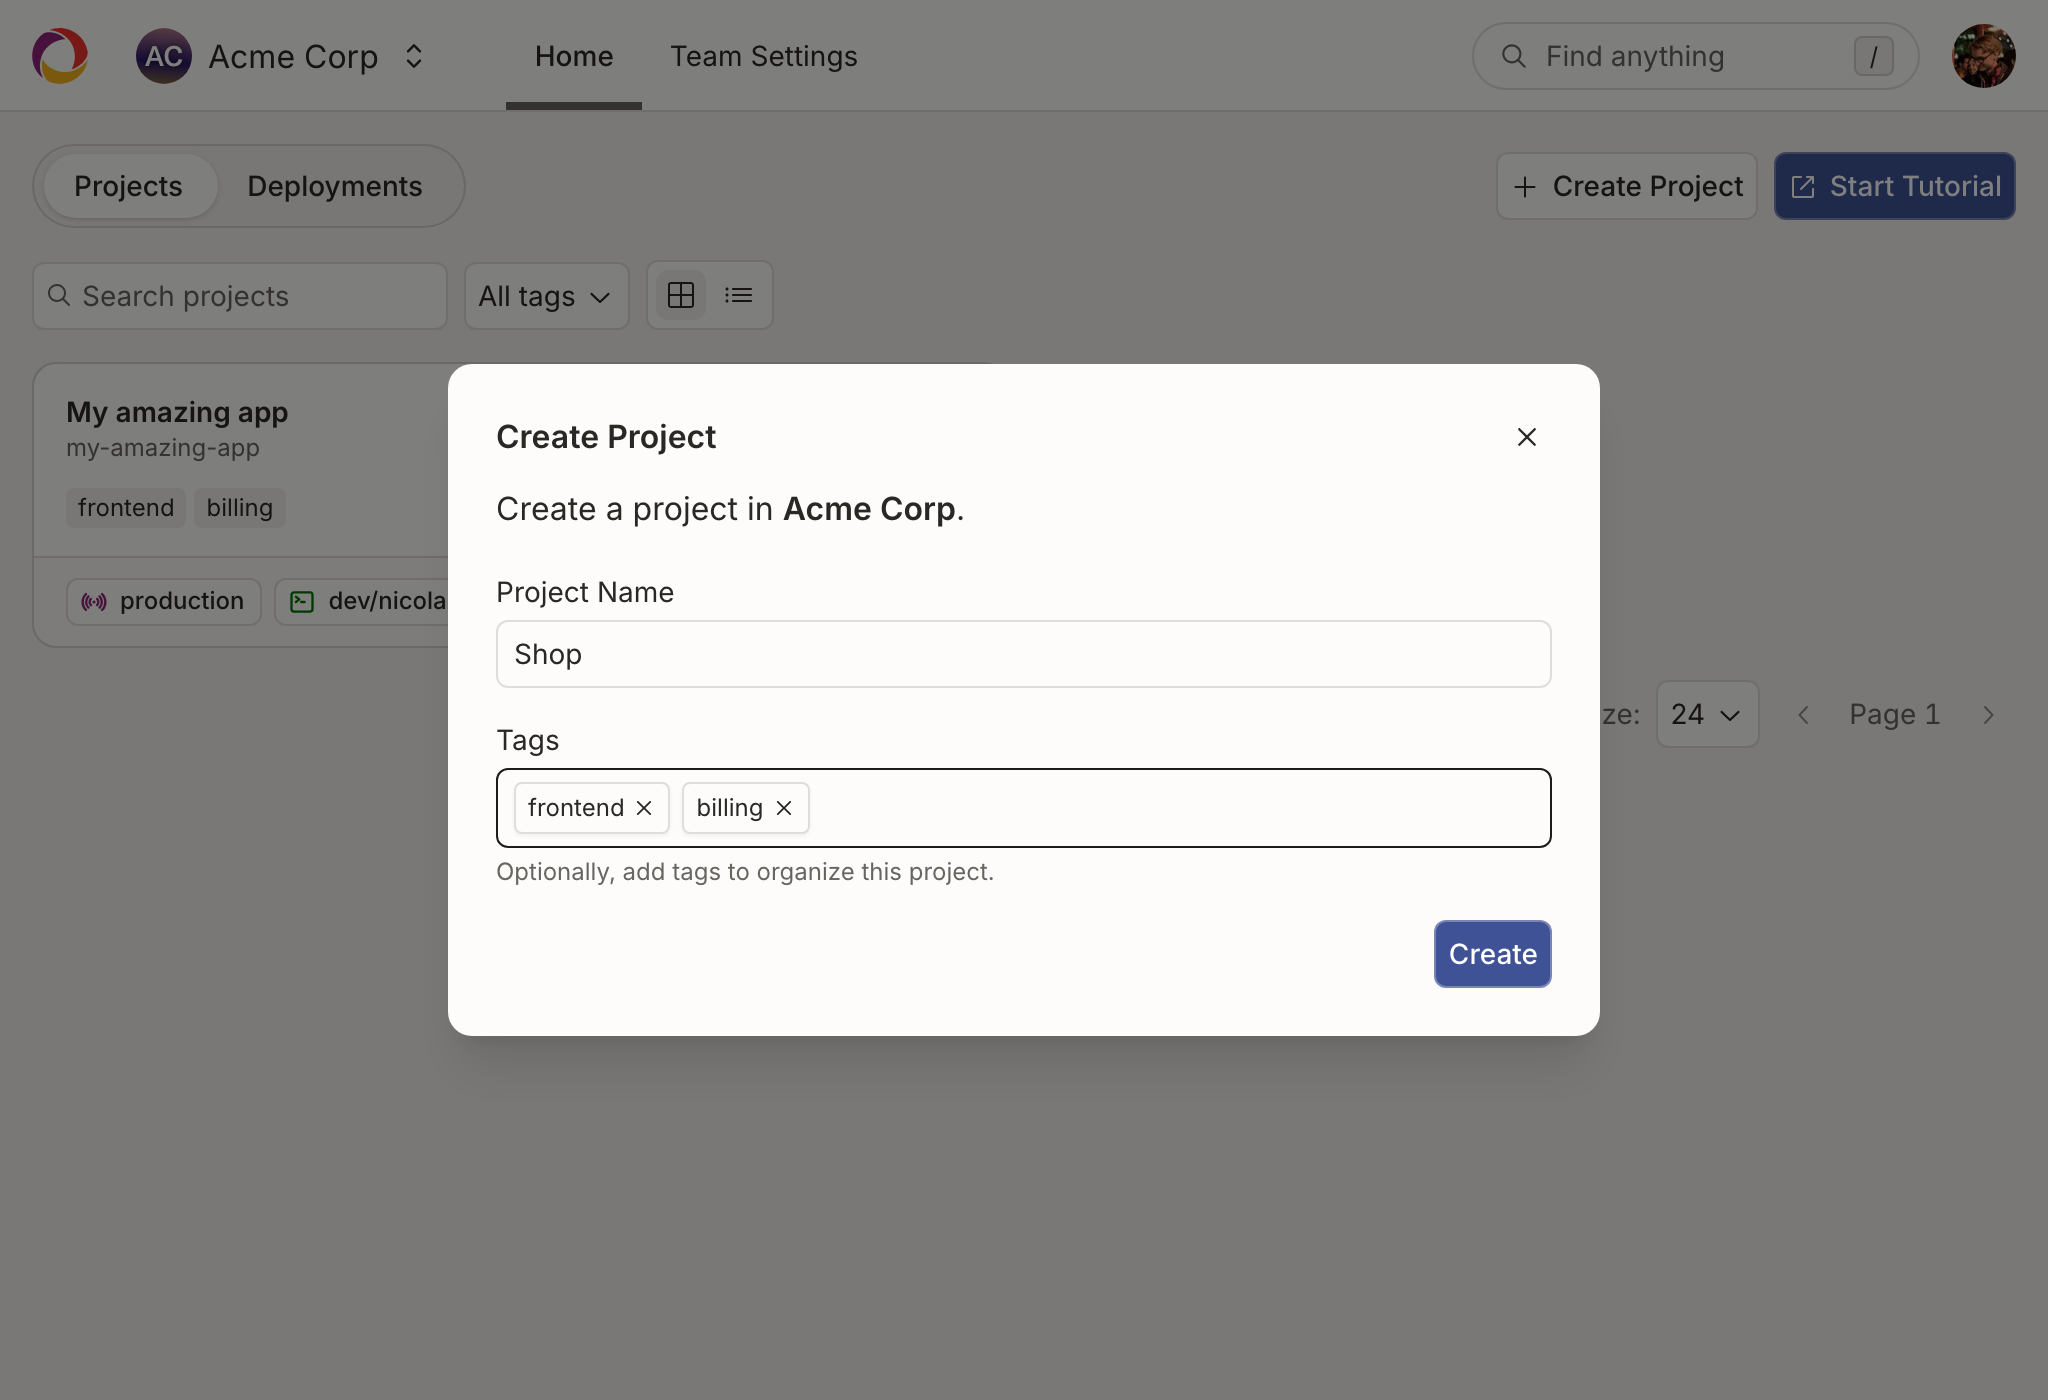 AC Acme Corp Home Team Settings Find anything /
Projects Deployments + Create Project Start Tutorial
Search projects All tags
My amazing app
my-amazing-app
frontend billing
production dev/nicola
Create Project
Create a project in Acme Corp.
Project Name
Shop
Tags
frontend billing
Optionally, add tags to organize this project.
Create
ze: 24 Page 1